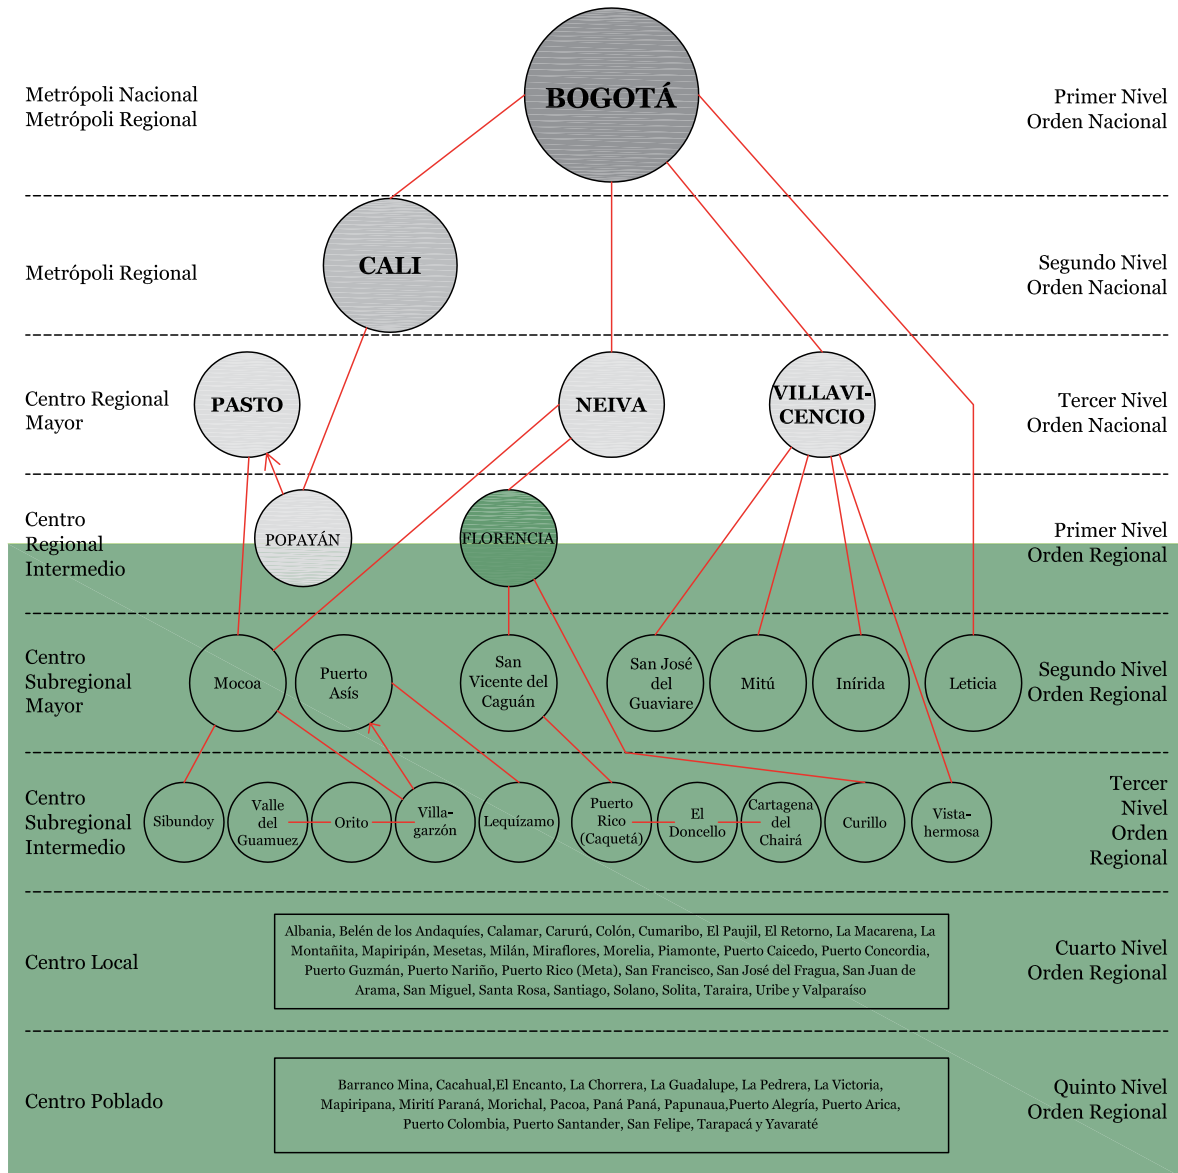 Metrópoli Nacional
Metrópoli Regional
BOGOTÁ
Primer Nivel
Orden Nacional
Metrópoli Regional
CALI
Segundo Nivel
Orden Nacional
Centro Regional
Mayor
PASTO
NEIVA
VILLAVI-
CENCIO
Tercer Nivel
Orden Nacional
Centro
Regional
Intermedio
POPAYÁN
FLORENCIA
Primer Nivel
Orden Regional
Centro
Subregional
Mayor
Mocoa
Puerto
Asís
San
Vicente del
Caguán
San José
del
Guaviare
Mitú
Inírida
Leticia
Segundo Nivel
Orden Regional
Centro
Subregional
Intermedio
Sibundoy
Valle
del
Guamuez
Orito
Villa-
garzón
Lequízamo
Puerto
Rico
(Caquetá)
El
Doncello
Cartagena
del
Chairá
Curillo
Vista-
hermosa
Tercer
Nivel
Orden
Regional
Centro Local
Albania, Belén de los Andaquíes, Calamar, Carurú, Colón, Cumaribo, El Paujil, El Retorno, La Macarena, La
Montañita, Mapiripán, Mesetas, Milán, Miraflores, Morelia, Piamonte, Puerto Caicedo, Puerto Concordia,
Puerto Guzmán, Puerto Nariño, Puerto Rico (Meta), San Francisco, San José del Fragua, San Juan de
Arama, San Miguel, Santa Rosa, Santiago, Solano, Solita, Taraira, Uribe y Valparaíso
Cuarto Nivel
Orden Regional
Centro Poblado
Barranco Mina, Cacahual,El Encanto, La Chorrera, La Guadalupe, La Pedrera, La Victoria,
Mapiripana, Mirití Paraná, Morichal, Pacoa, Paná Paná, Papunaua,Puerto Alegría, Puerto Arica,
Puerto Colombia, Puerto Santander, San Felipe, Tarapacá y Yavaraté
Quinto Nivel
Orden Regional